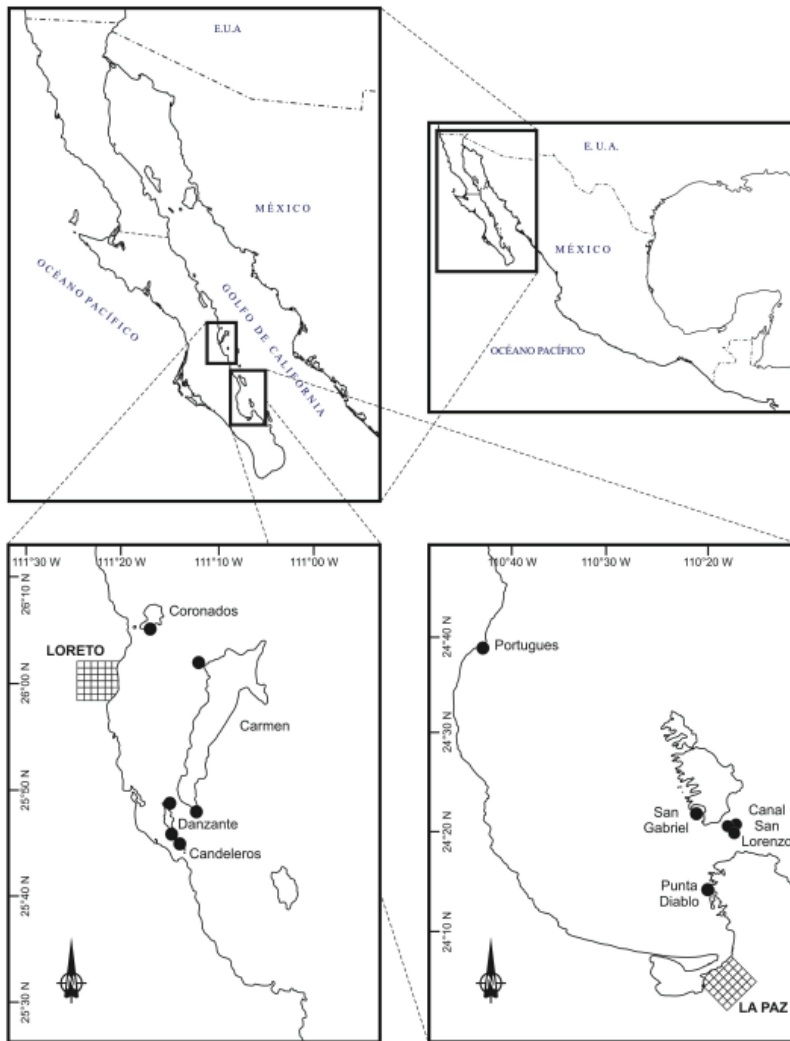 E.U.A
MÉXICO
OCÉANO PACÍFICO
GOLFO DE CALIFORNIA
E. U. A.
MÉXICO
OCÉANO PACÍFICO
111°30 W
111°20 W
111°10 W
111°00 W
26°10 N
26°00 N
25°50 N
25°40 N
25°30 N
Coronados
LORETO
Carmen
Danzante
Candeleros
110°40 W
110°30 W
110°20 W
24°40 N
24°30 N
24°20 N
24°10 N
Portugues
San
Gabriel
Canal
San
Lorenzo
Punta
Diablo
LA PAZ